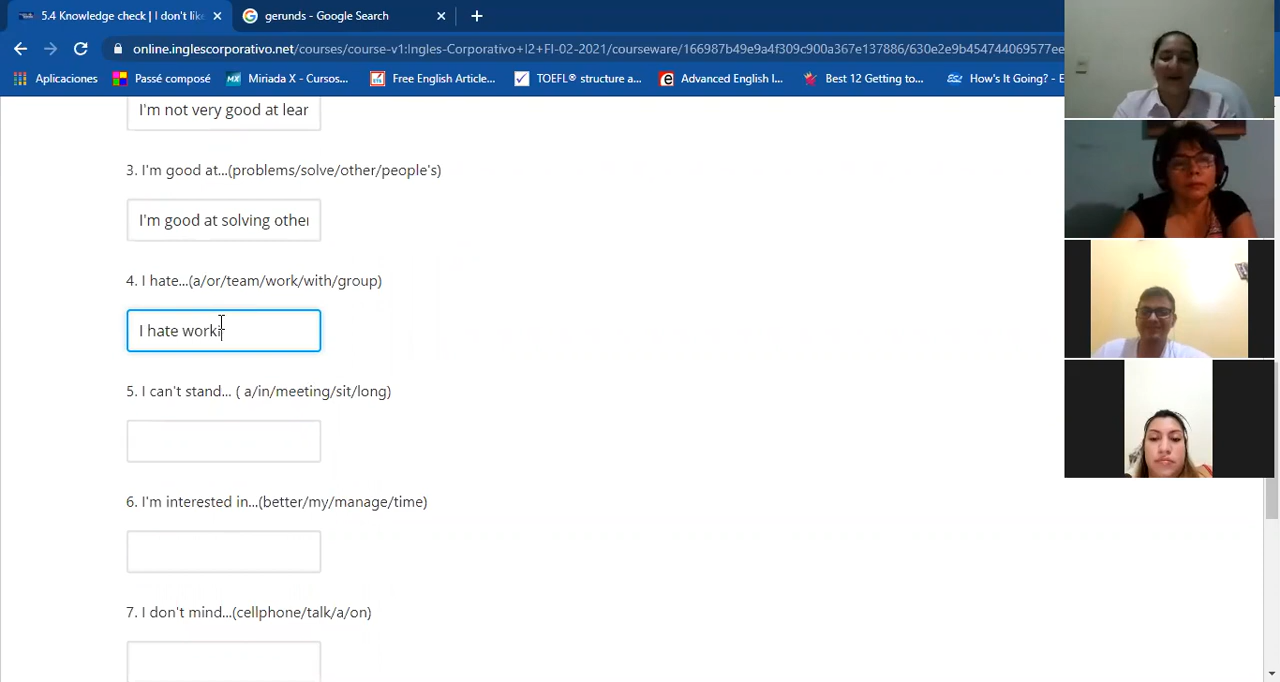 5.4 Knowledge check | I don't like
gerunds - Google Search
online.inglescorporativo.net/courses/course-v1:Ingles-Corporativo+I2+FI-02-2021/courseware/166987b49e9a4f309c900a367e137886/630e2e9b454744069577ee
Aplicaciones
Passé composé
Miriada X - Cursos...
Free English Article...
TOEFL® structure a...
Advanced English l...
Best 12 Getting to...
How's It Going? - E
I'm not very good at lear
3. I'm good at...(problems/solve/other/people's)
I'm good at solving other
4. I hate...(a/or/team/work/with/group)
I hate worki
5. I can't stand... ( a/in/meeting/sit/long)
6. I'm interested in...(better/my/manage/time)
7. I don't mind...(cellphone/talk/a/on)